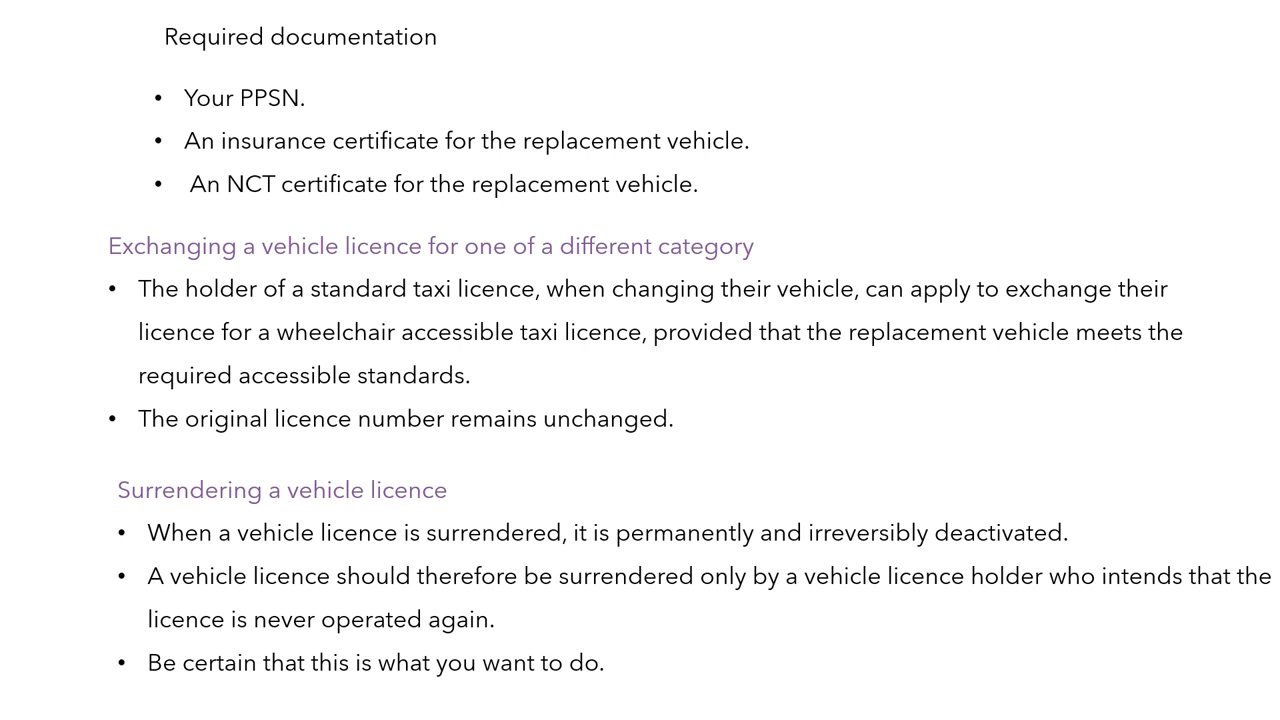 Required documentation
• Your PPSN.
• An insurance certificate for the replacement vehicle.
• An NCT certificate for the replacement vehicle.
Exchanging a vehicle licence for one of a different category
• The holder of a standard taxi licence, when changing their vehicle, can apply to exchange their
licence for a wheelchair accessible taxi licence, provided that the replacement vehicle meets the
required accessible standards.
• The original licence number remains unchanged.
Surrendering a vehicle licence
• When a vehicle licence is surrendered, it is permanently and irreversibly deactivated.
• A vehicle licence should therefore be surrendered only by a vehicle licence holder who intends that the
licence is never operated again.
• Be certain that this is what you want to do.